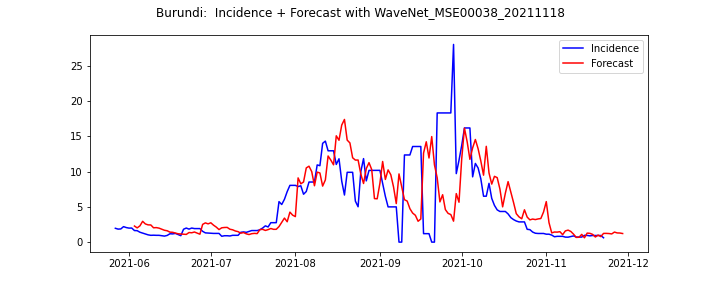 Burundi:  Incidence + Forecast with WaveNet_MSE00038_20211118
Incidence
Forecast
25
20
15
10
5
0
2021-06 2021-07 2021-08 2021-09 2021-10 2021-11 2021-12